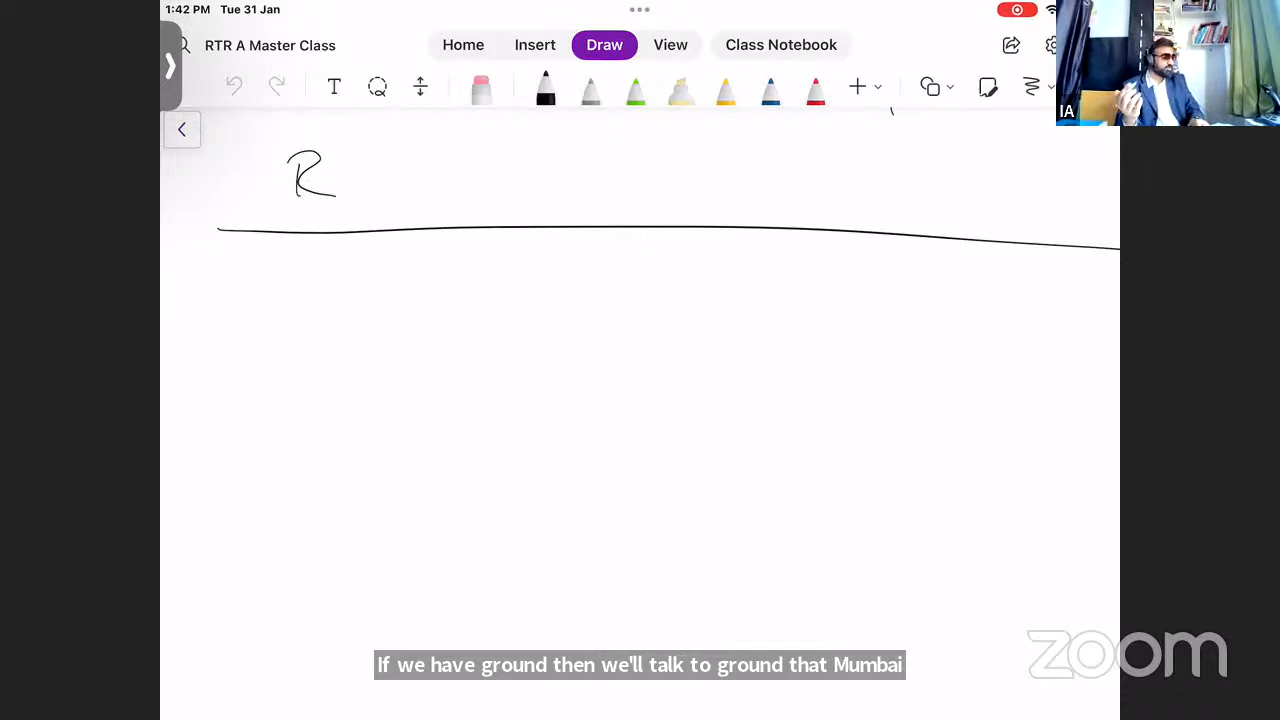 1:42 PM Tue 31 Jan
RTR A Master Class
Home Insert Draw View Class Notebook
T
IA
R
If we have ground then we'll talk to ground that Mumbai
zoom